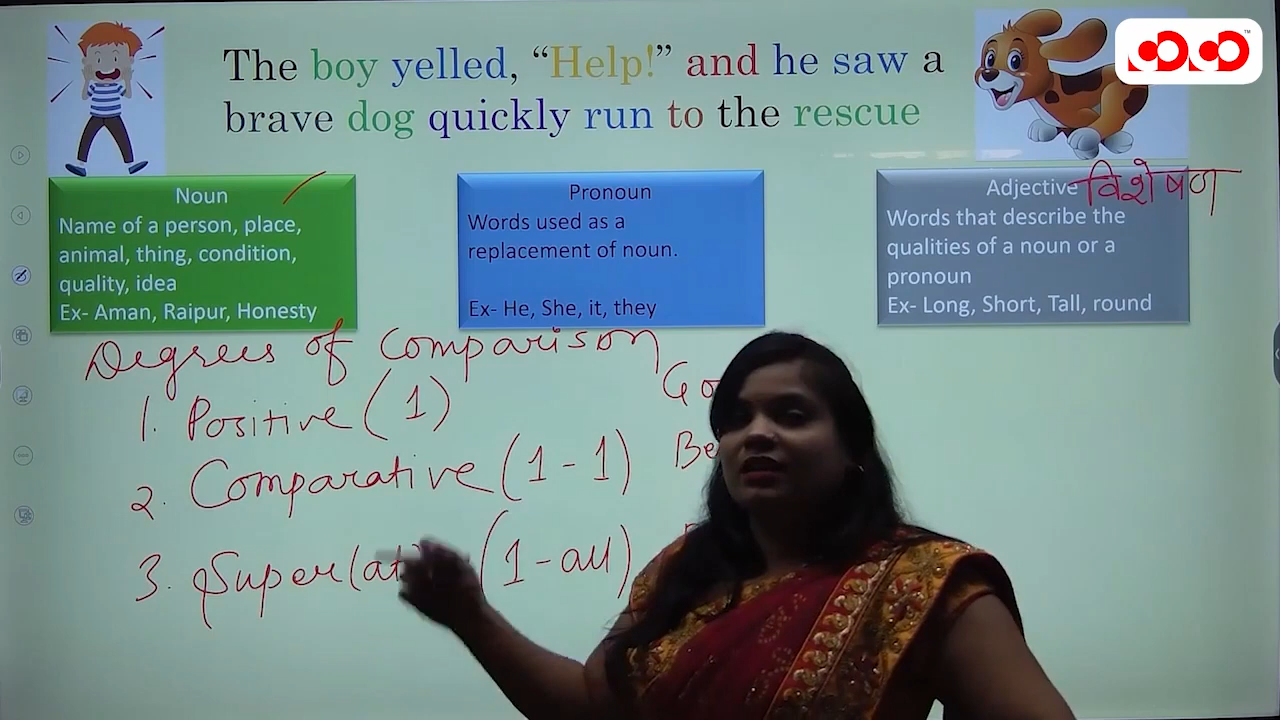 The boy yelled, “Help!” and he saw a
brave dog quickly run to the rescue
Noun
Name of a person, place,
animal, thing, condition,
quality, idea
Ex- Aman, Raipur, Honesty
Pronoun
Words used as a
replacement of noun.
Ex- He, She, it, they
Adjective विशेषण
Words that describe the
qualities of a noun or a
pronoun
Ex- Long, Short, Tall, round
Degrees of Comparison
1. Positive (1)
2. Comparative (1-1)
3. (1-all)